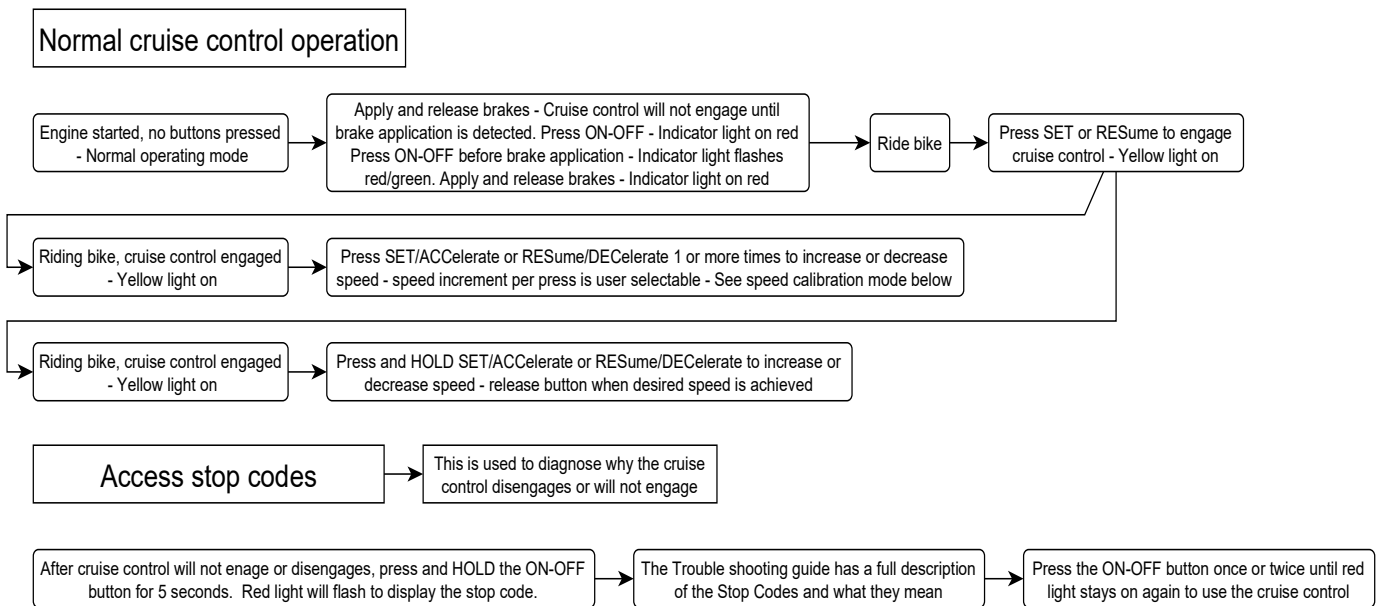 Normal cruise control operation
Engine started, no buttons pressed
- Normal operating mode
Apply and release brakes - Cruise control will not engage until
brake application is detected. Press ON-OFF - Indicator light on red
Press ON-OFF before brake application - Indicator light flashes
red/green. Apply and release brakes - Indicator light on red
Ride bike
Press SET or RESume to engage
cruise control - Yellow light on
Riding bike, cruise control engaged
- Yellow light on
Press SET/ACCelerate or RESume/DECelerate 1 or more times to increase or decrease
speed - speed increment per press is user selectable - See speed calibration mode below
Riding bike, cruise control engaged
- Yellow light on
Press and HOLD SET/ACCelerate or RESume/DECelerate to increase or
decrease speed - release button when desired speed is achieved
Access stop codes
This is used to diagnose why the cruise
control disengages or will not engage
After cruise control will not enage or disengages, press and HOLD the ON-OFF
button for 5 seconds. Red light will flash to display the stop code.
The Trouble shooting guide has a full description
of the Stop Codes and what they mean
Press the ON-OFF button once or twice until red
light stays on again to use the cruise control